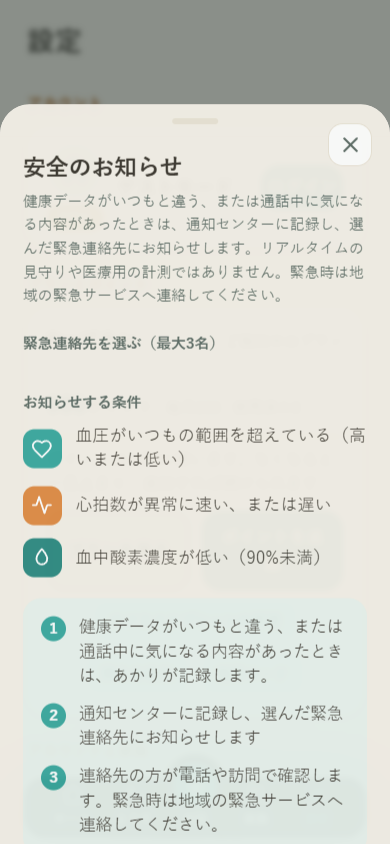 設定
安全のお知らせ
健康データがいつもと違う、または通話中に気にな
る内容があったときは、通知センターに記録し、選
んだ緊急連絡先にお知らせします。リアルタイムの
見守りや医療用の計測ではありません。緊急時は地
域の緊急サービスへ連絡してください。
緊急連絡先を選ぶ（最大3名）
お知らせする条件
血圧がいつもの範囲を超えている（高
いまたは低い）
心拍数が異常に速い、または遅い
血中酸素濃度が低い（90%未満）
1 健康データがいつもと違う、または
通話中に気になる内容があったとき
は、あかりが記録します。
2 通知センターに記録し、選んだ緊急
連絡先にお知らせします
3 連絡先の方が電話や訪問で確認しま
す。緊急時は地域の緊急サービスへ
連絡してください。